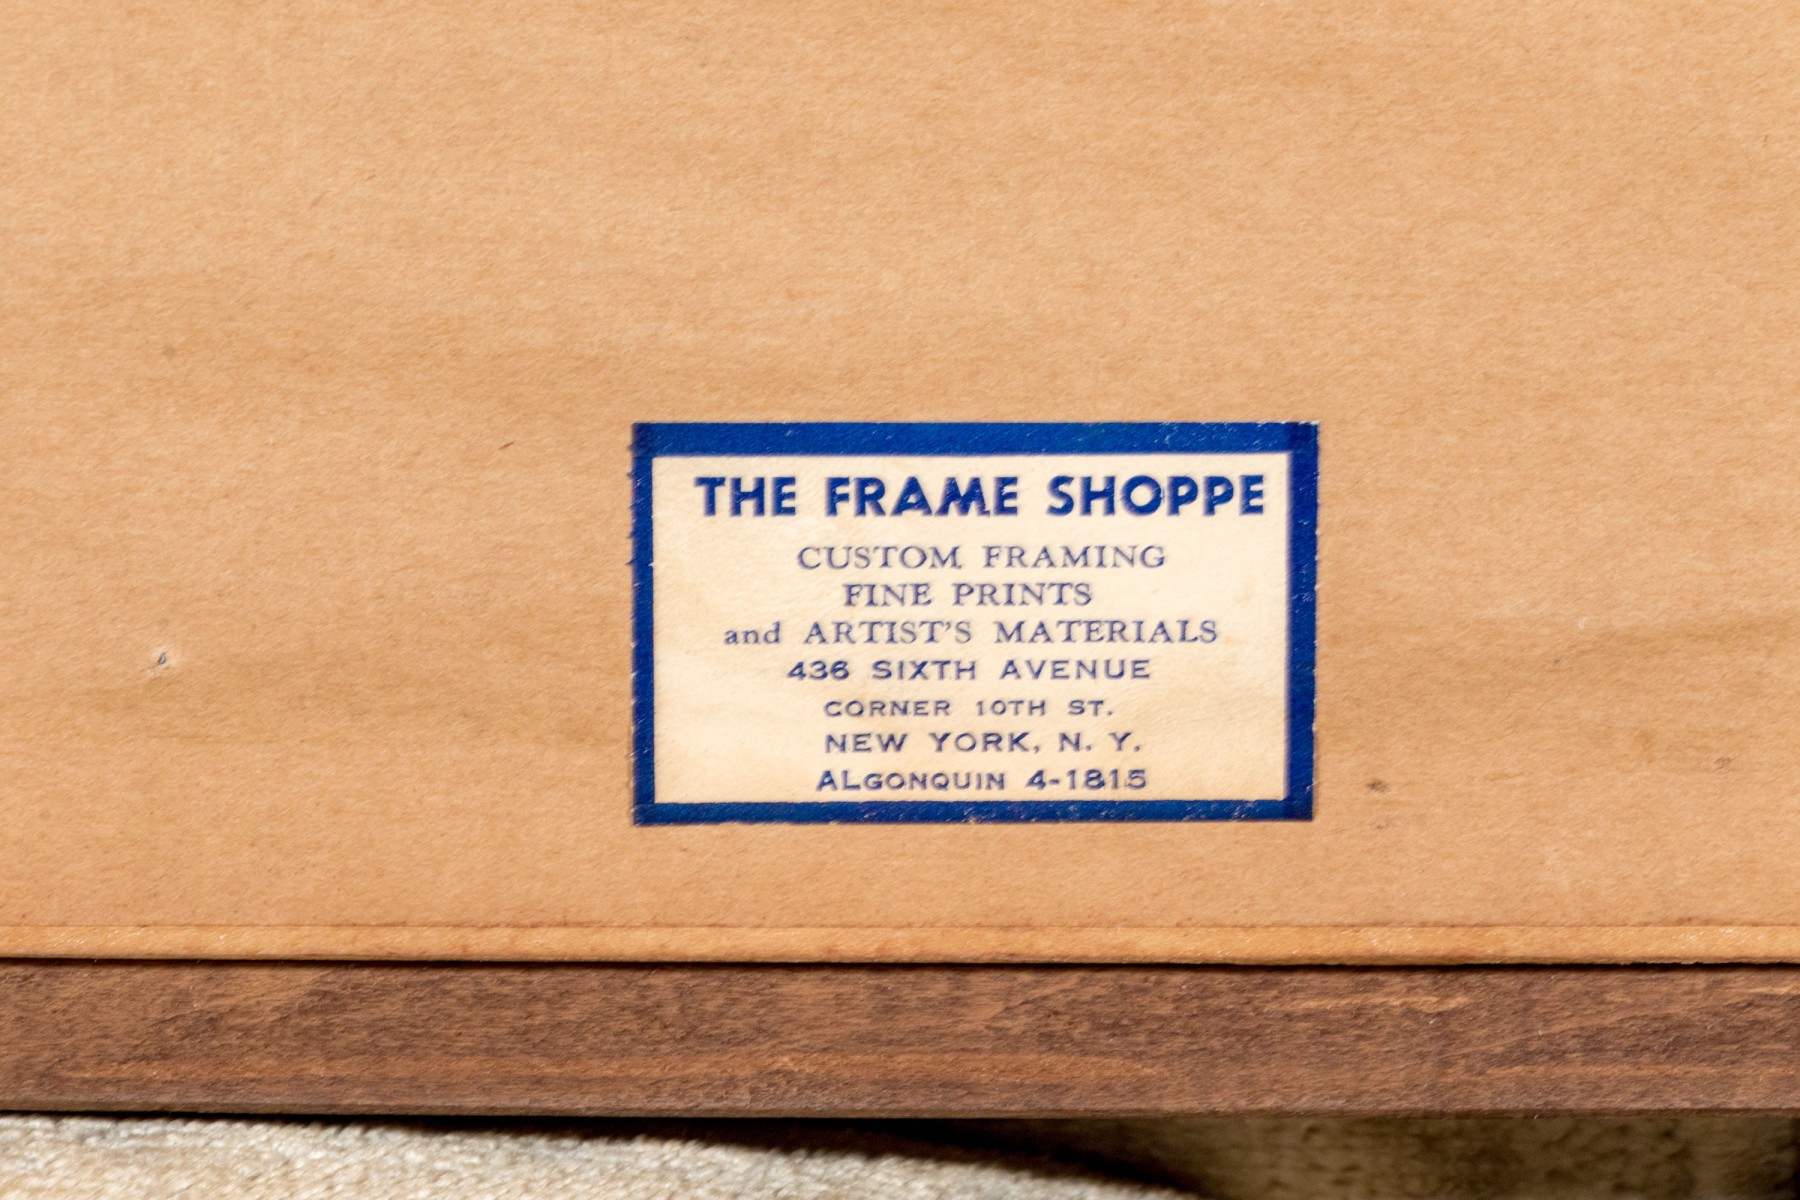 THE FRAME SHOPPE
CUSTOM FRAMING
FINE PRINTS
and ARTIST'S MATERIALS
436 SIXTH AVENUE
CORNER 10TH ST.
NEW YORK, N. Y.
ALGONQUIN 4-1815